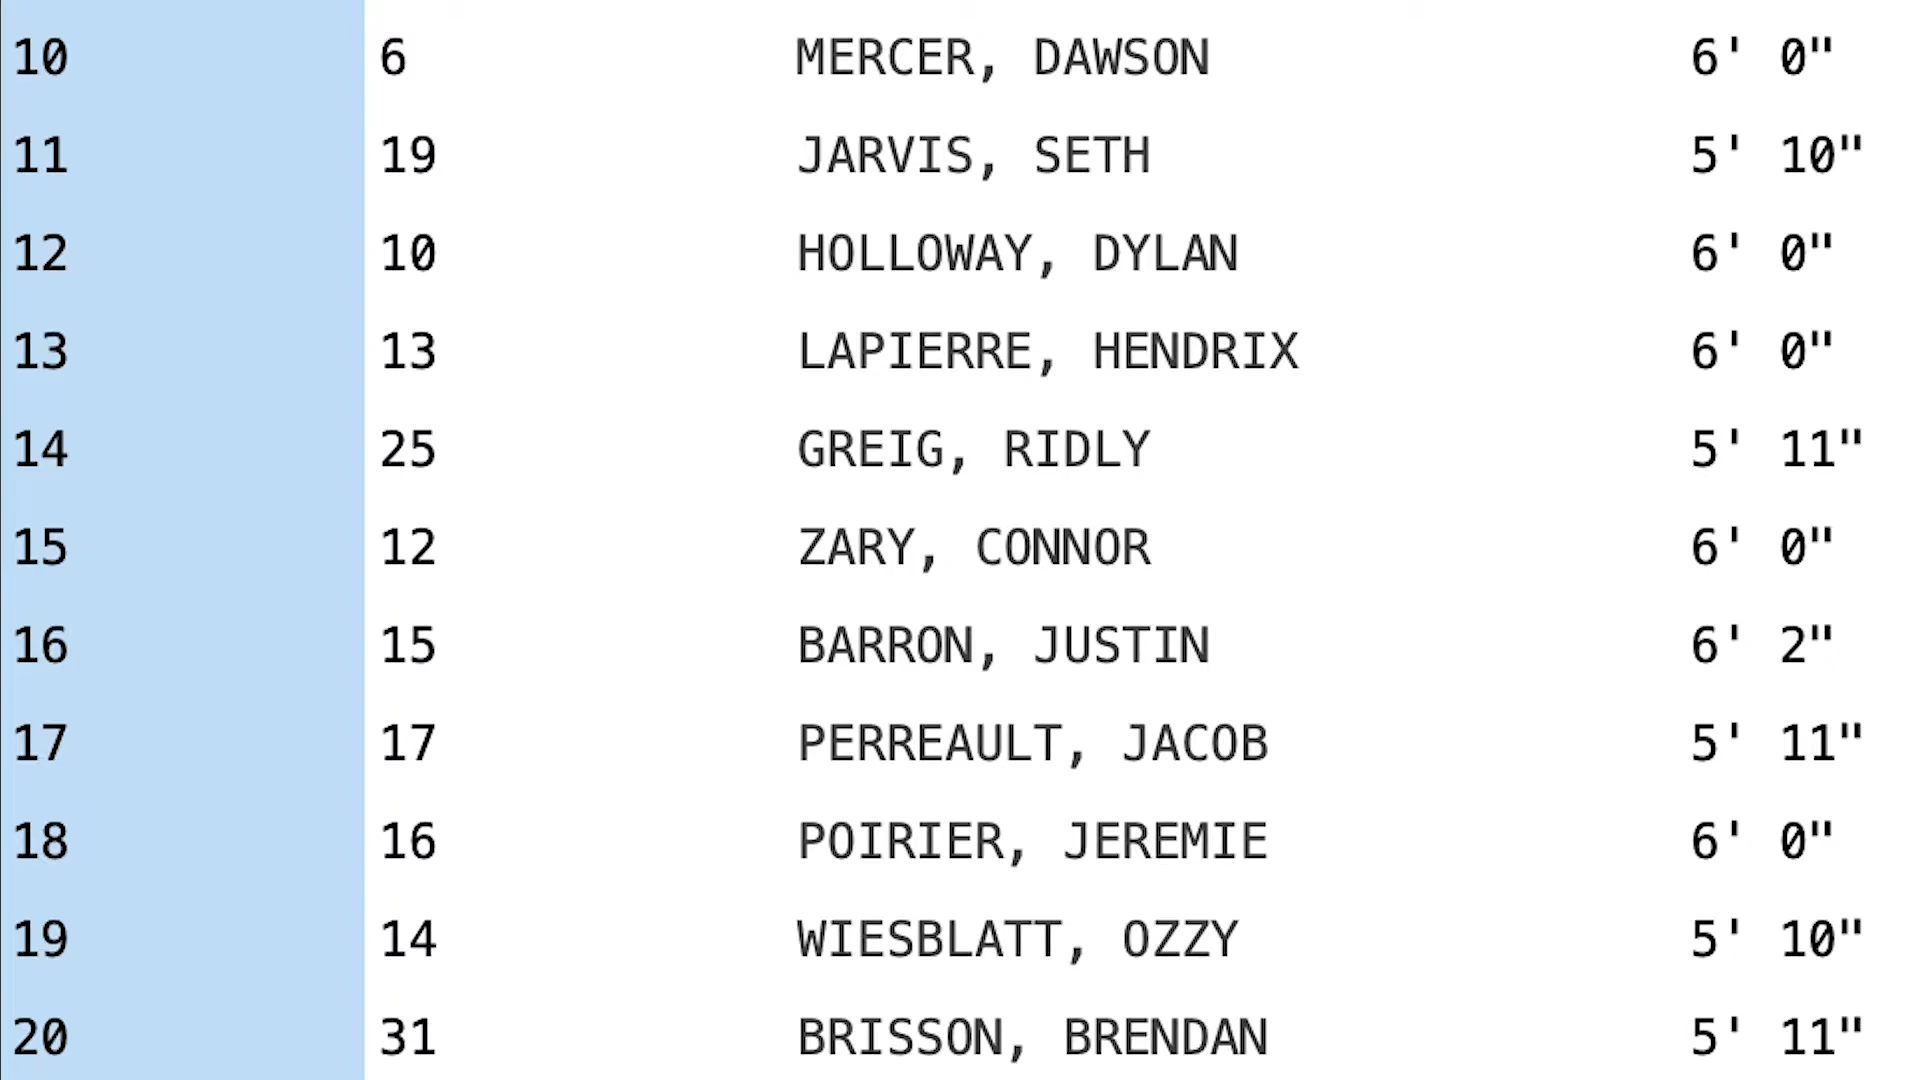 10 6 MERCER, DAWSON 6' 0"
11 19 JARVIS, SETH 5' 10"
12 10 HOLLOWAY, DYLAN 6' 0"
13 13 LAPIERRE, HENDRIX 6' 0"
14 25 GREIG, RIDLY 5' 11"
15 12 ZARY, CONNOR 6' 0"
16 15 BARRON, JUSTIN 6' 2"
17 17 PERREAULT, JACOB 5' 11"
18 16 POIRIER, JEREMIE 6' 0"
19 14 WIESBLATT, OZZY 5' 10"
20 31 BRISSON, BRENDAN 5' 11"